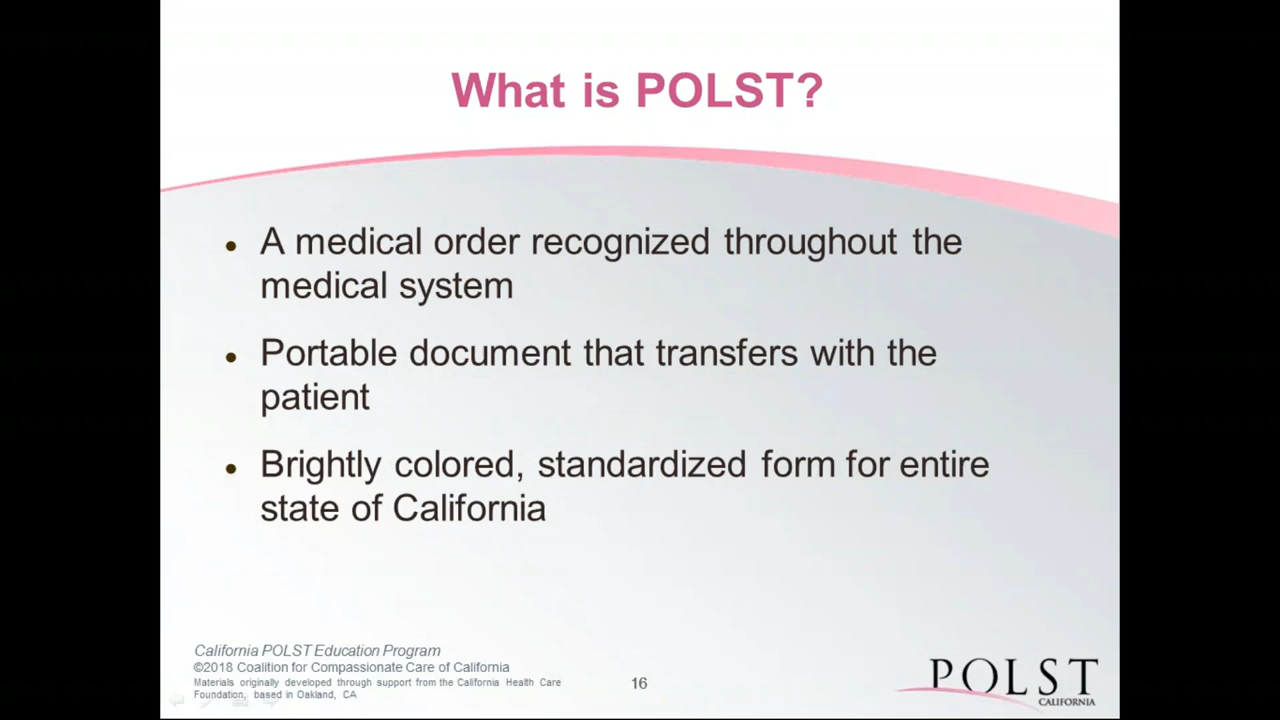 What is POLST?
• A medical order recognized throughout the
medical system
• Portable document that transfers with the
patient
• Brightly colored, standardized form for entire
state of California
California POLST Education Program
©2018 Coalition for Compassionate Care of California
Materials originally developed through support from the California Health Care
Foundation, based in Oakland, CA
16
POLST
CALIFORNIA